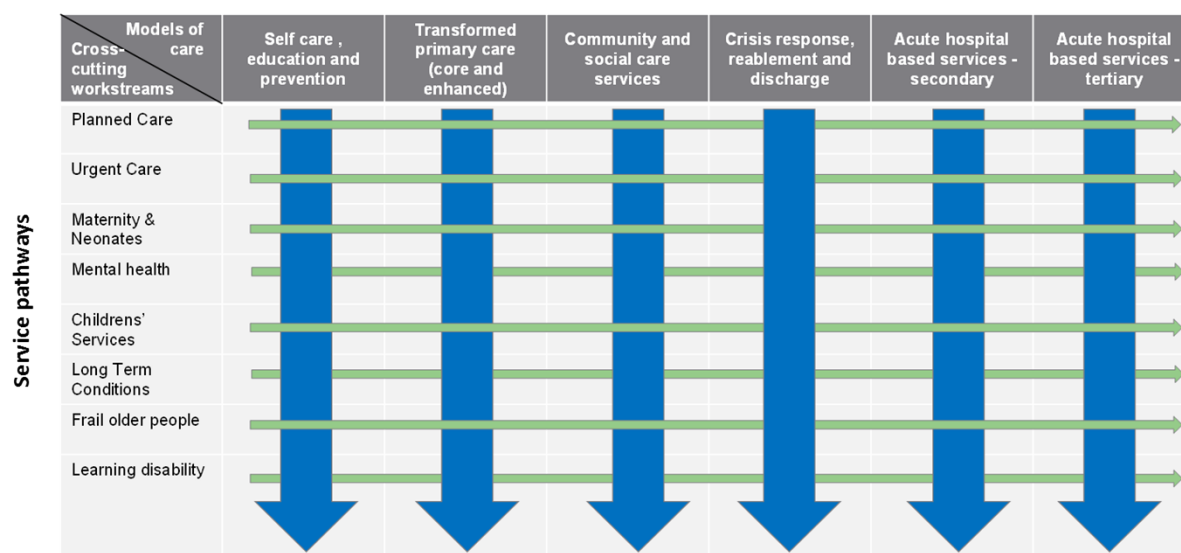 Models of
care
Cross-
cutting
workstreams
Self care ,
education and
prevention
Transformed
primary care
(core and
enhanced)
Community and
social care
services
Crisis response,
reablement and
discharge
Acute hospital
based services -
secondary
Acute hospital
based services -
tertiary
Service pathways
Planned Care
Urgent Care
Maternity &
Neonates
Mental health
Childrens’
Services
Long Term
Conditions
Frail older people
Learning disability